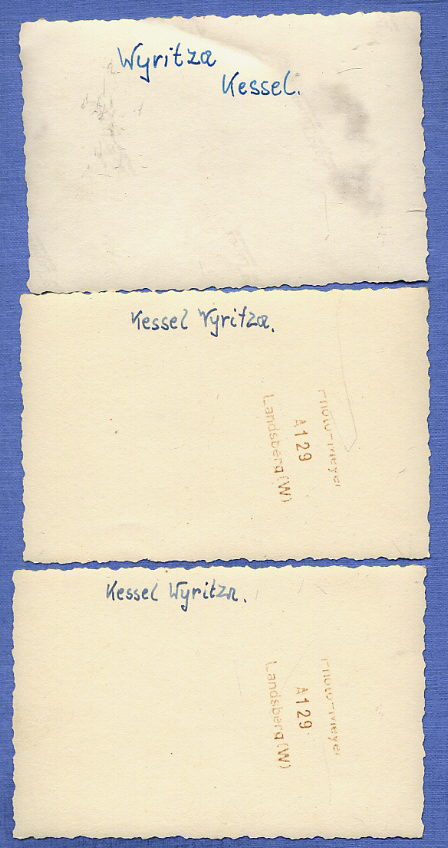 Wyritza
Kessel.
Kessel Wyritza.
Photo-Meyer
A129
Landsberg (W)
Kessel Wyritza.
Photo-Meyer
A129
Landsberg (W)